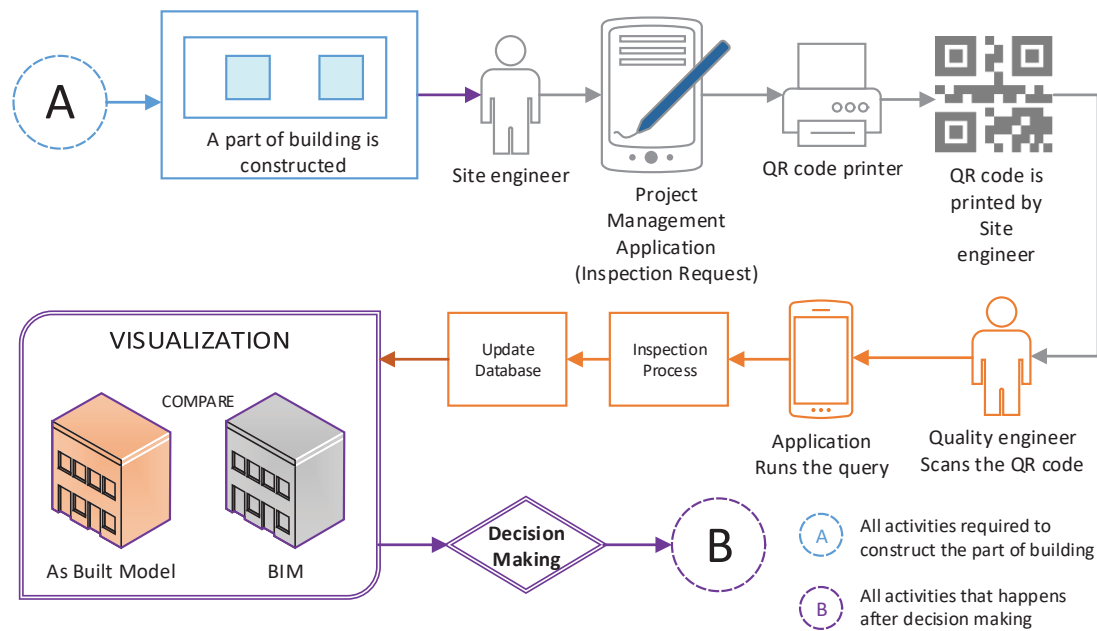 A
A part of building is
constructed
Site engineer
Project
Management
Application
(Inspection Request)
QR code printer
QR code is
printed by
Site
engineer
VISUALIZATION
COMPARE
As Built Model
BIM
Update
Database
Inspection
Process
Application
Runs the query
Quality engineer
Scans the QR code
Decision
Making
B
A
All activities required to
construct the part of building
B
All activities that happens
after decision making